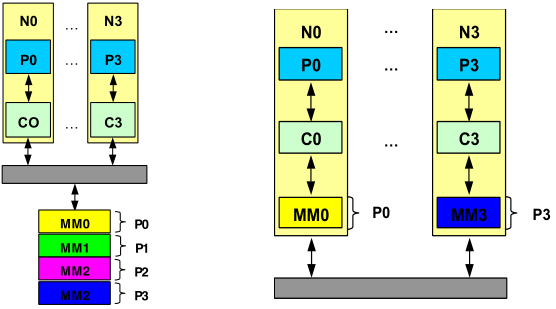 N0 ... N3
P0 ... P3
CO ... C3
MM0 P0
MM1 P1
MM2 P2
MM2 P3
N0 ... N3
P0 ... P3
C0 ... C3
MM0 P0 MM3 P3